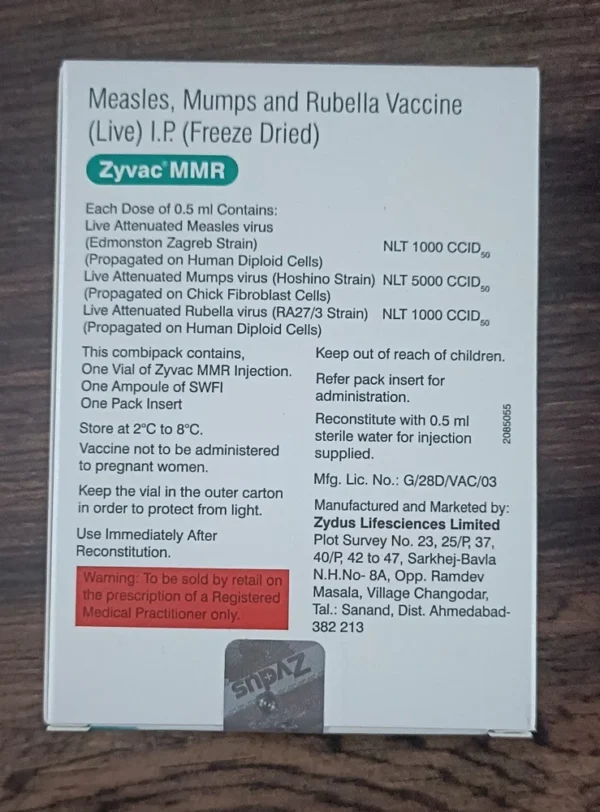 Measles, Mumps and Rubella Vaccine
(Live) I.P. (Freeze Dried)
Zyvac® MMR
Each Dose of 0.5 ml Contains:
Live Attenuated Measles virus
(Edmonston Zagreb Strain) NLT 1000 CCID₅₀
(Propagated on Human Diploid Cells)
Live Attenuated Mumps virus (Hoshino Strain) NLT 5000 CCID₅₀
(Propagated on Chick Fibroblast Cells)
Live Attenuated Rubella virus (RA27/3 Strain) NLT 1000 CCID₅₀
(Propagated on Human Diploid Cells)
This combipack contains,
One Vial of Zyvac MMR Injection.
One Ampoule of SWFI
One Pack Insert
Store at 2°C to 8°C.
Vaccine not to be administered
to pregnant women.
Keep the vial in the outer carton
in order to protect from light.
Use Immediately After
Reconstitution.
Warning: To be sold by retail on
the prescription of a Registered
Medical Practitioner only.
Keep out of reach of children.
Refer pack insert for
administration.
Reconstitute with 0.5 ml
sterile water for injection
supplied.
2085055
Mfg. Lic. No.: G/28D/VAC/03
Manufactured and Marketed by:
Zydus Lifesciences Limited
Plot Survey No. 23, 25/P, 37,
40/P, 42 to 47, Sarkhej-Bavla
N.H.No- 8A, Opp. Ramdev
Masala, Village Changodar,
Tal.: Sanand, Dist. Ahmedabad-
382 213
Zydus